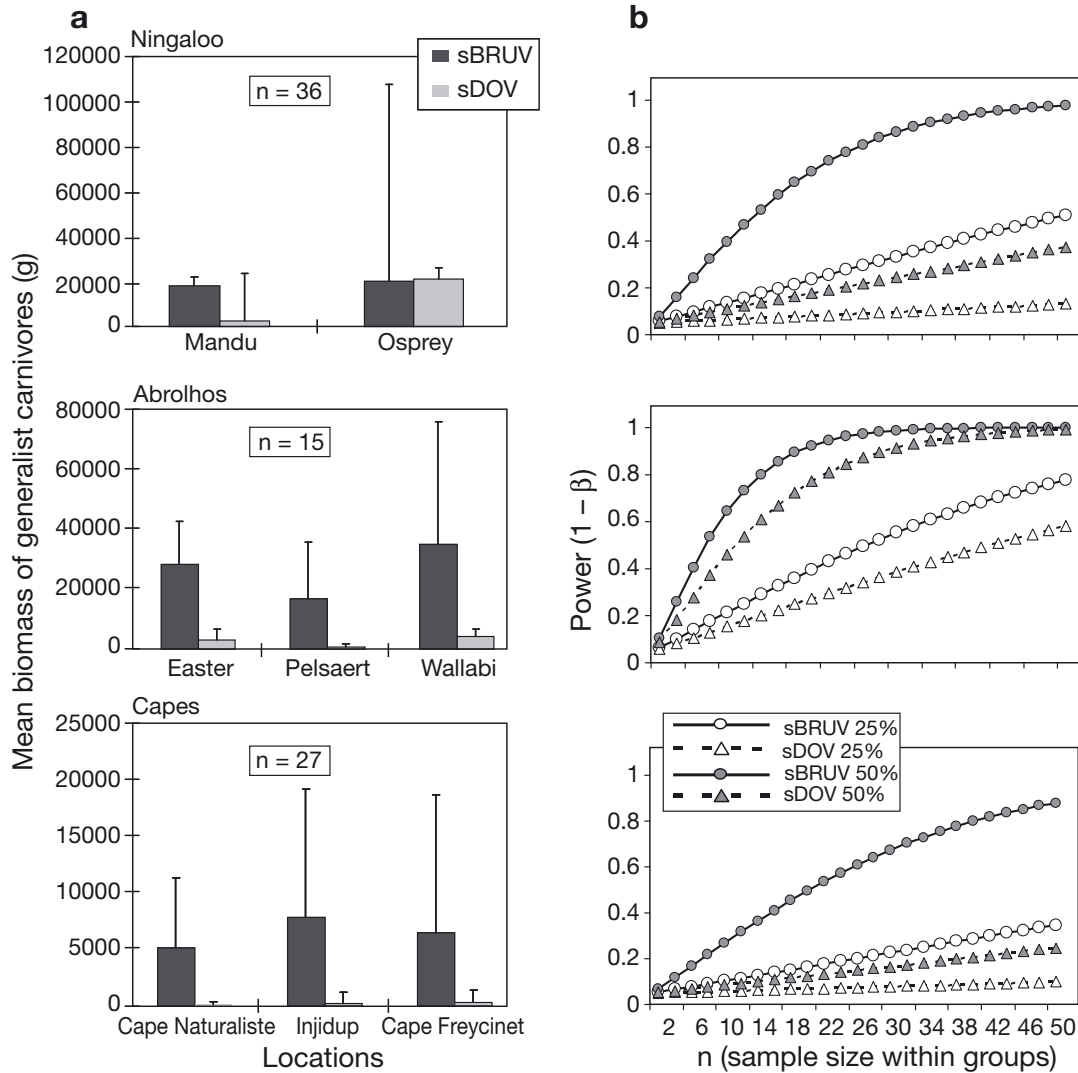 a
Ningaloo
120000
100000
80000
60000
40000
20000
0
n = 36
sBRUV
sDOV
Mandu Osprey
Abrolhos
80000
60000
40000
20000
0
n = 15
Easter Pelsaert Wallabi
Capes
25000
20000
15000
10000
5000
0
n = 27
Cape Naturaliste Injidup Cape Freycinet
Locations
Mean biomass of generalist carnivores (g)
b
1
0.8
0.6
0.4
0.2
0
1
0.8
0.6
0.4
0.2
0
sBRUV 25%
sDOV 25%
sBRUV 50%
sDOV 50%
1
0.8
0.6
0.4
0.2
0
2 6 10 14 18 22 26 30 34 38 42 46 50
n (sample size within groups)
Power (1 – β)